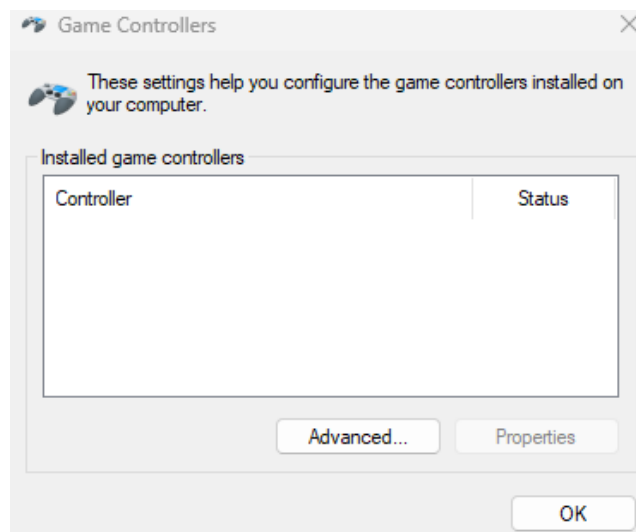 Game Controllers
These settings help you configure the game controllers installed on
your computer.
Installed game controllers
Controller Status
Advanced... Properties
OK